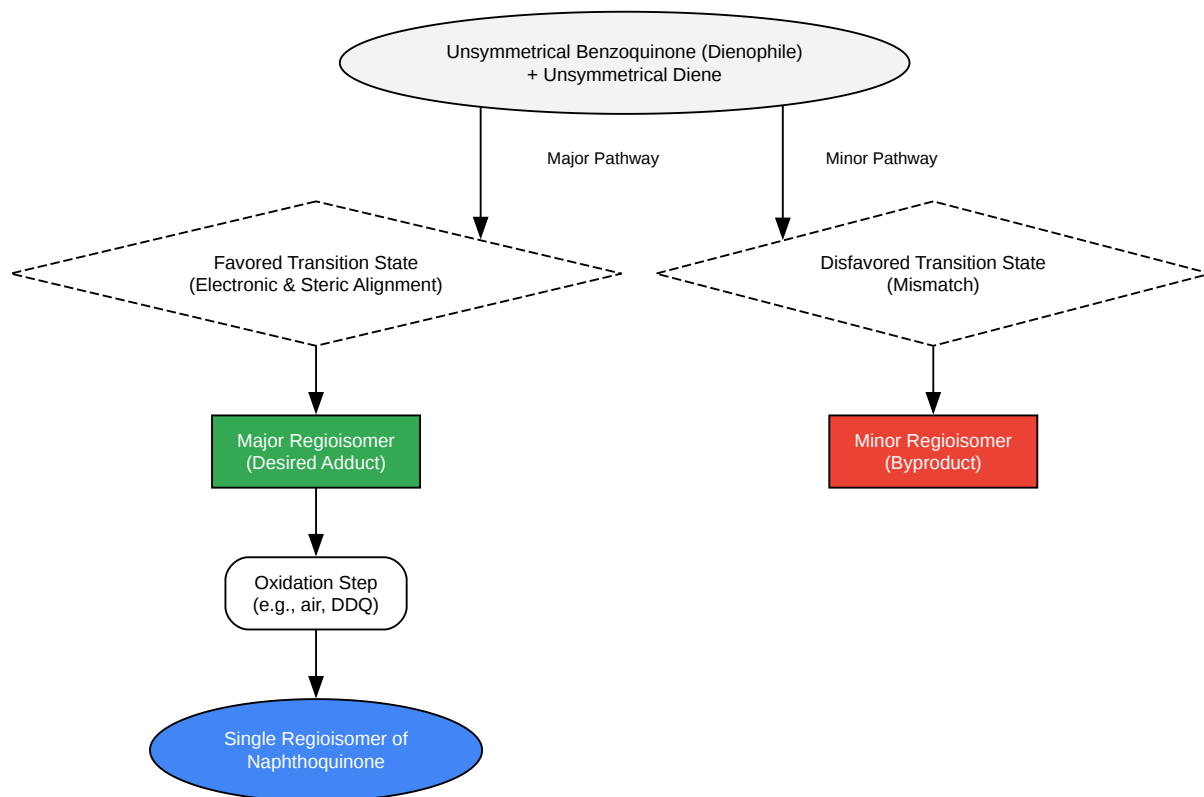 Unsymmetrical Benzoquinone (Dienophile)
+ Unsymmetrical Diene
Major Pathway
Minor Pathway
Favored Transition State
(Electronic & Steric Alignment)
Disfavored Transition State
(Mismatch)
Major Regioisomer
(Desired Adduct)
Minor Regioisomer
(Byproduct)
Oxidation Step
(e.g., air, DDQ)
Single Regioisomer of
Naphthoquinone